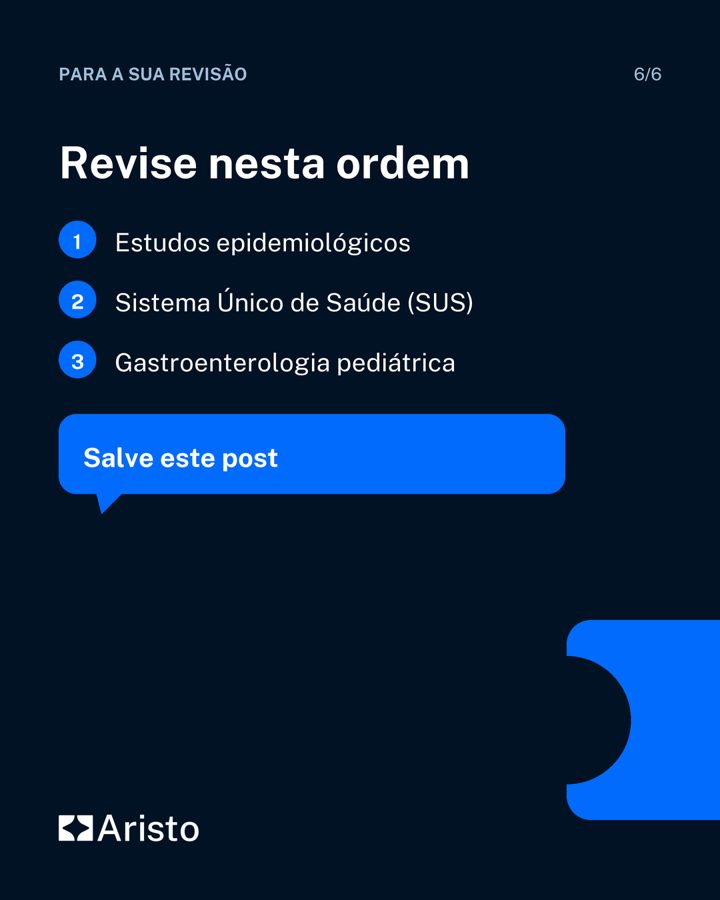 PARA A SUA REVISÃO
6/6
Revise nesta ordem
1 Estudos epidemiológicos
2 Sistema Único de Saúde (SUS)
3 Gastroenterologia pediátrica
Salve este post
Aristo